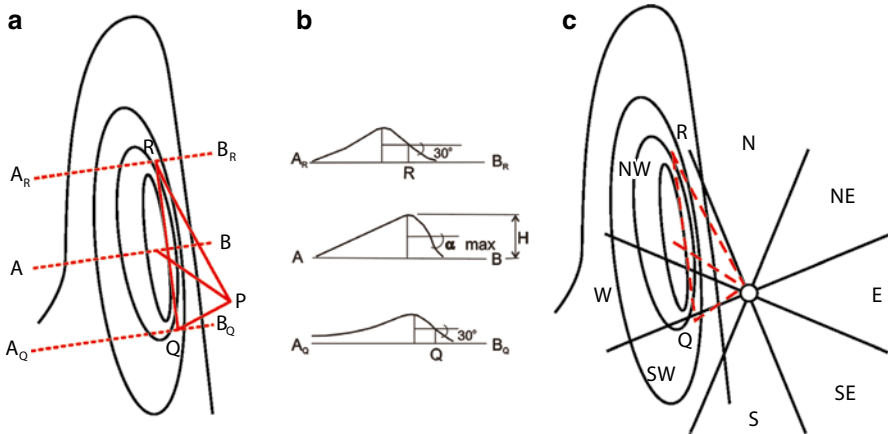 a
R
A_R
B_R
A
B
P
A_Q
B_Q
Q
b
A_R
30°
B_R
R
H
α max
A
B
A_Q
30°
B_Q
Q
c
R
N
NW
NE
W
E
Q
SW
SE
S